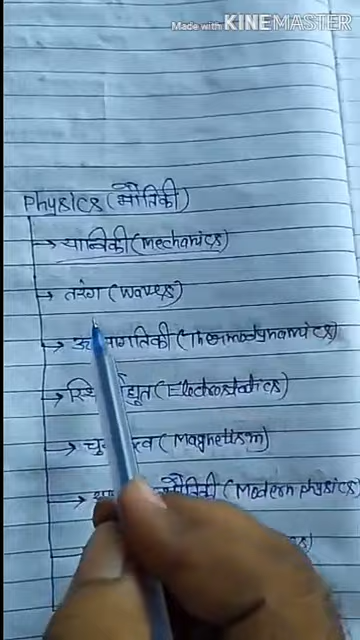 Made with KINEMASTER
Physics (भौतिकी)
यान्त्रिकी (Mechanics)
तरंग (Waves)
(Thermodynamics)
(Electrostatics)
(Magnetism)
भौतिकी (Modern physics)